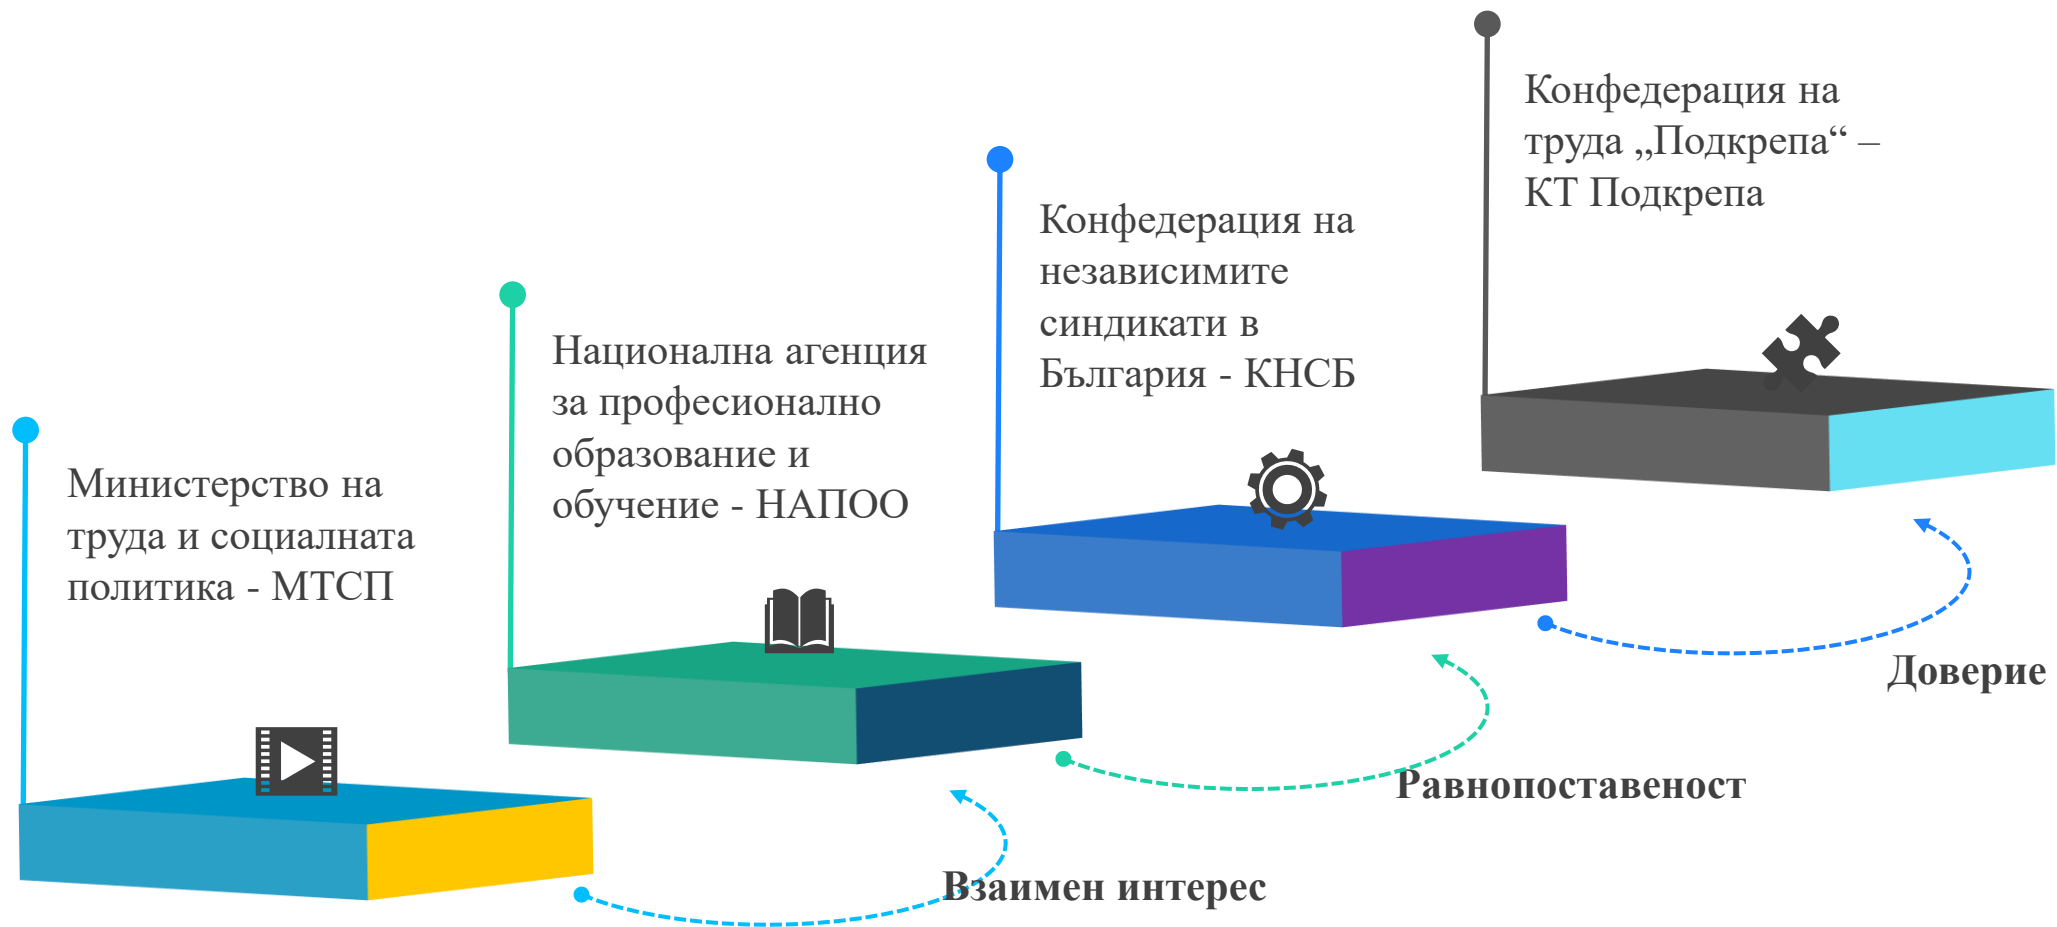 Министерство на
труда и социалната
политика - МТСП
Национална агенция
за професионално
образование и
обучение - НАПОО
Конфедерация на
независимите
синдикати в
България - КНСБ
Конфедерация на
труда „Подкрепа“ –
КТ Подкрепа
Взаимен интерес
Равнопоставеност
Доверие